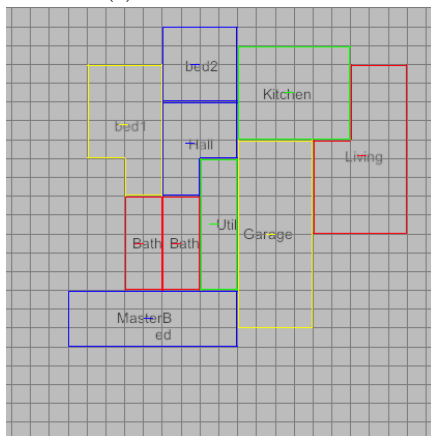 bed2
Kitchen
bed1
Hall
Living
Util
Bath
Bath
Garage
MasterB
ed